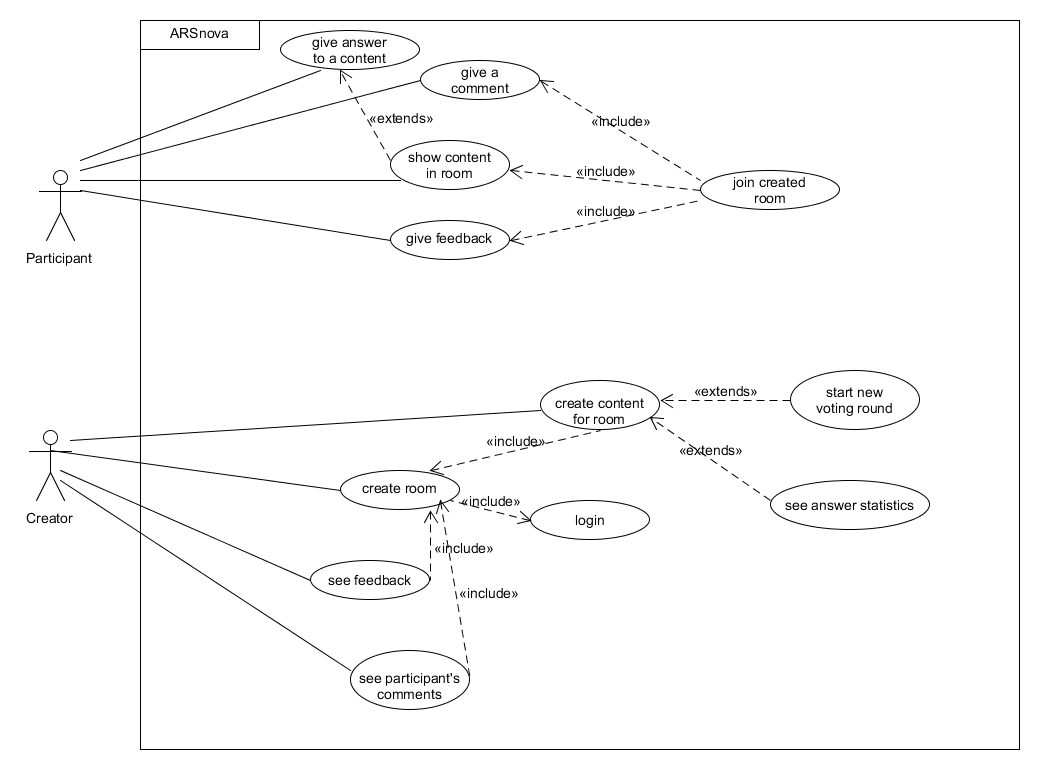 ARSnova
give answer
to a content
give a
comment
«extends»
«include»
show content
in room
«include»
join created
room
«include»
give feedback
Participant
create content
for room
«extends»
start new
voting round
«include»
«extends»
create room
«include»
see answer statistics
login
Creator
«include»
see feedback
«include»
see participant's
comments